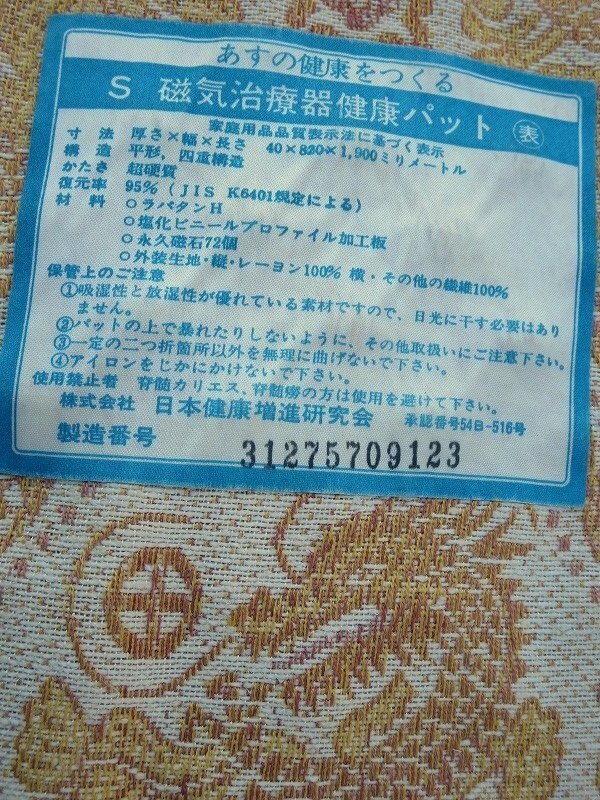 あすの健康をつくる
S 磁気治療器健康パット 表
家庭用品品質表示法に基づく表示
寸法 厚さ×幅×長さ 40×820×1,900ミリメートル
構造 平形，四重構造
かたさ 超硬質
復元率 95%（JIS K6401規定による）
材料 ○ラバタンH
○塩化ビニールプロファイル加工板
○永久磁石72個
○外装生地・縦・レーヨン100% 横・その他の繊維100%
保管上のご注意
①吸湿性と放湿性が優れている素材ですので、日光に干す必要はあり
ません。
②パットの上で暴れたりしないように、その他取扱いにご注意下さい。
③一定の二つ折箇所以外を無理に曲げないで下さい。
④アイロンをじかにかけないで下さい。
使用禁止者 脊髄カリエス、脊髄癆の方は使用を避けて下さい。
株式会社 日本健康増進研究会 承認番号54B-516号
製造番号 31275709123